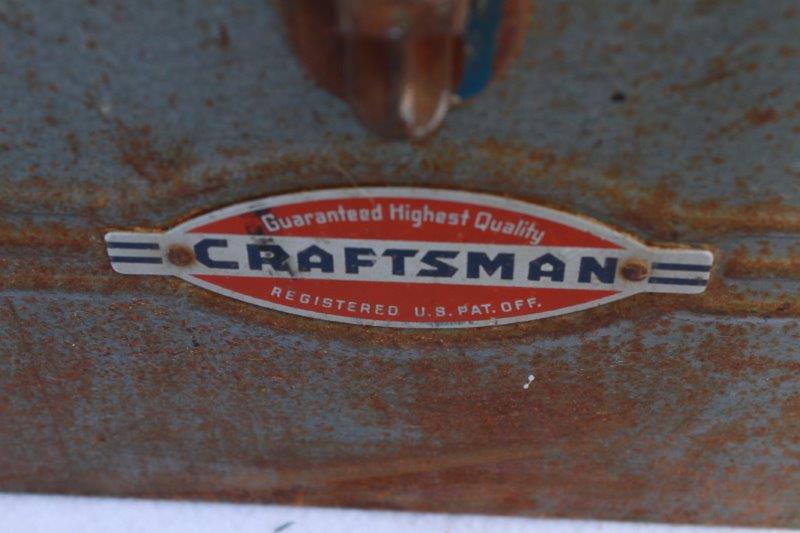 Guaranteed Highest Quality
CRAFTSMAN
REGISTERED U.S. PAT. OFF.